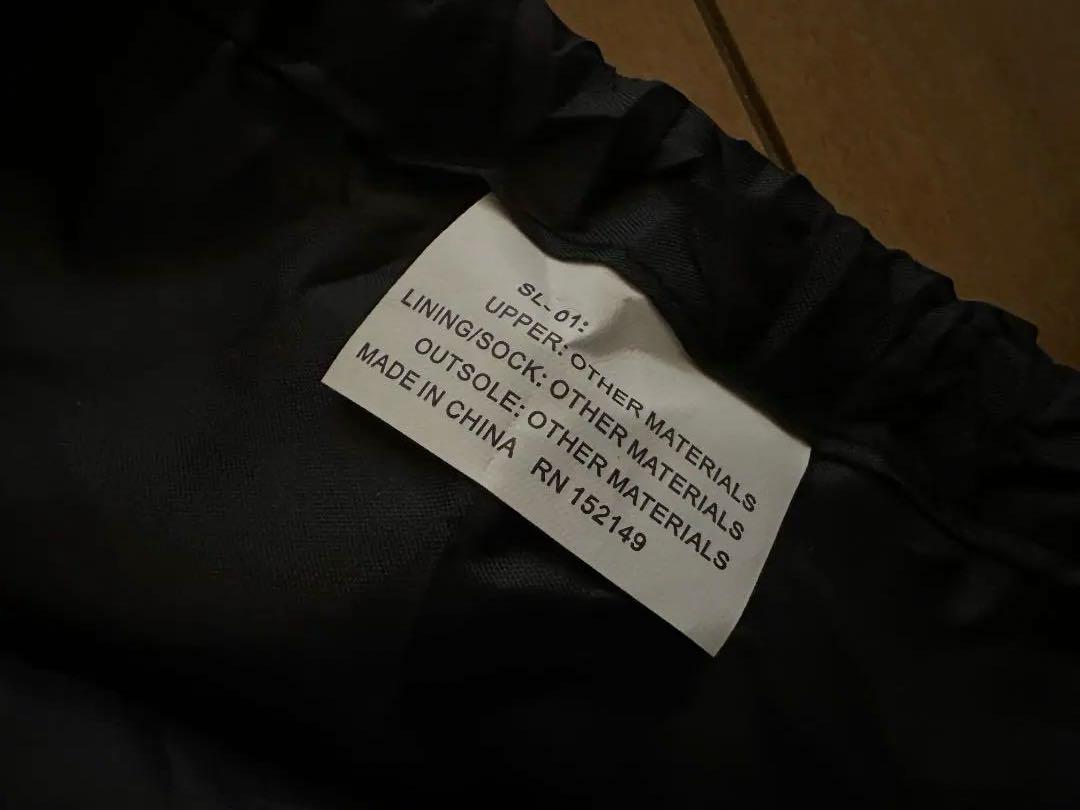 SL-01:
UPPER: OTHER MATERIALS
LINING/SOCK: OTHER MATERIALS
OUTSOLE: OTHER MATERIALS
MADE IN CHINA RN 152149